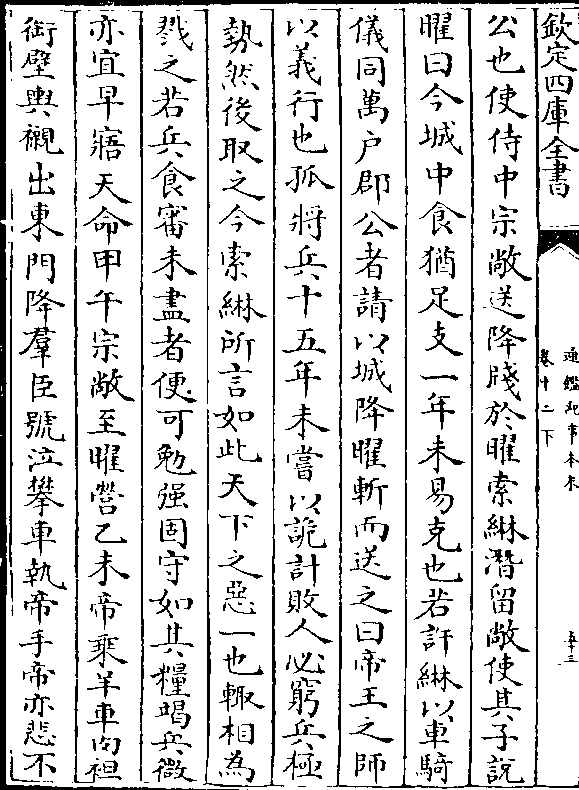 欽定四庫全書
通鑑紀事本末
卷十二下
五十三
公也使侍中宗敞送降牋於曜索綝潛留敞使其子說
曜曰今城中食猶足支一年未易克也若許綝以車騎
儀同萬户郡公者請以城降曜斬而送之曰帝王之師
以義行也孤將兵十五年未嘗以詭計敗人必窮兵極
勢然後取之今索綝所言如此天下之惡一也輙相為
戮之若兵食審未盡者便可勉强固守如其糧竭兵微
亦宜早寤天命甲午宗敞至曜營乙未帝乘羊車肉袒
銜璧輿櫬出東門降羣臣號泣攀車執帝手帝亦悲不